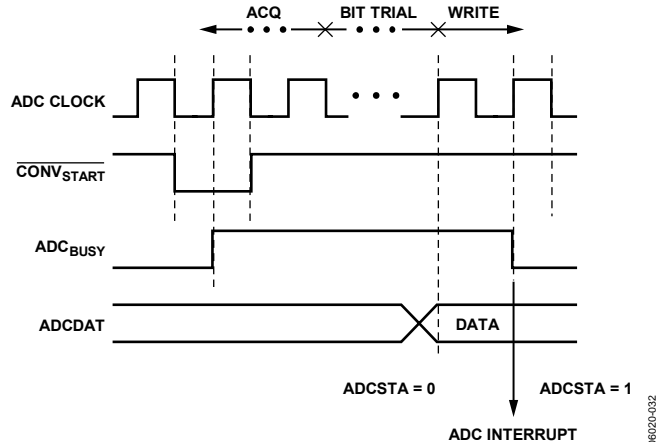 ACQ BIT TRIAL WRITE
ADC CLOCK
CONVSTART
ADCBUSY
ADCDAT DATA
ADCSTA = 0 ADCSTA = 1
ADC INTERRUPT
06020-032